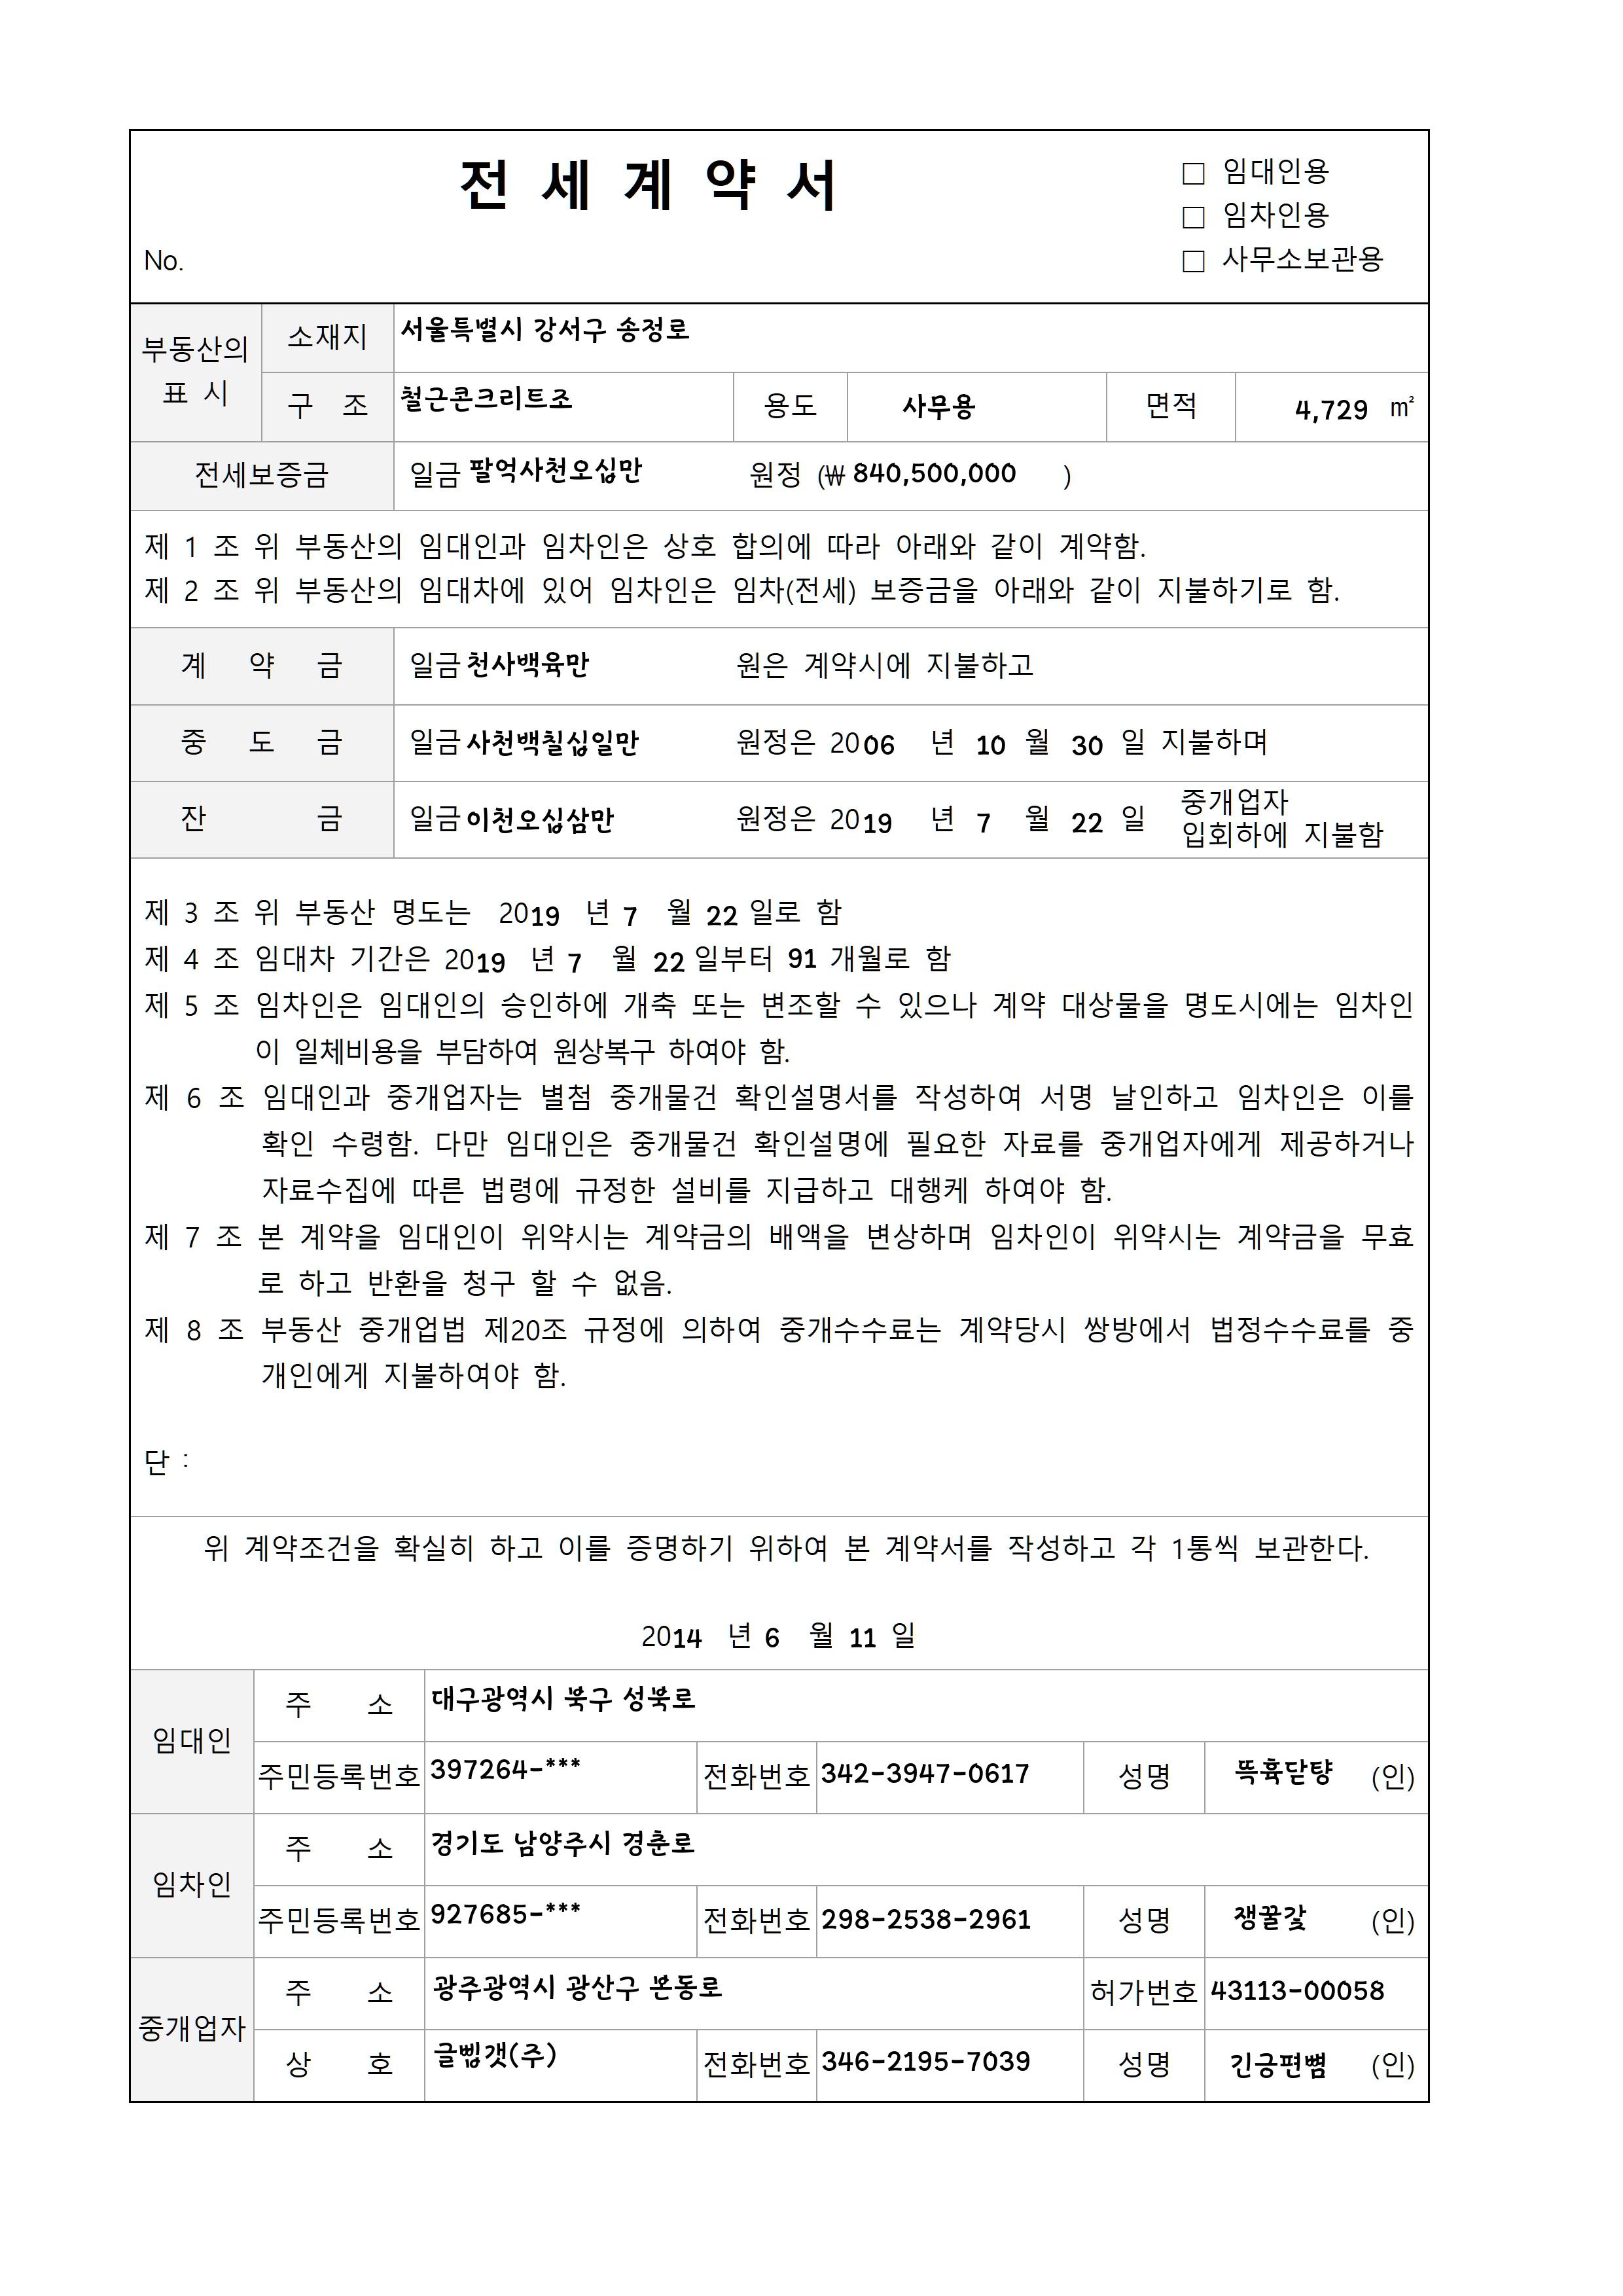 전 세 계 약 서
□ 임대인용
□ 임차인용
□ 사무소보관용
No.
부동산의 표 시
소재지 서울특별시 강서구 송정로
구 조 철근콘크리트조 용도 사무용 면적 4,729 ㎡
전세보증금 일금 팔억사천오십만 원정 (₩ 840,500,000 )
제 1 조 위 부동산의 임대인과 임차인은 상호 합의에 따라 아래와 같이 계약함.
제 2 조 위 부동산의 임대차에 있어 임차인은 임차(전세) 보증금을 아래와 같이 지불하기로 함.
계 약 금 일금 천사백육만 원은 계약시에 지불하고
중 도 금 일금 사천백칠십일만 원정은 2006 년 10 월 30 일 지불하며
잔 금 일금 이천오십삼만 원정은 2019 년 7 월 22 일 중개업자
입회하에 지불함
제 3 조 위 부동산 명도는 2019 년 7 월 22 일로 함
제 4 조 임대차 기간은 2019 년 7 월 22 일부터 91 개월로 함
제 5 조 임차인은 임대인의 승인하에 개축 또는 변조할 수 있으나 계약 대상물을 명도시에는 임차인
이 일체비용을 부담하여 원상복구 하여야 함.
제 6 조 임대인과 중개업자는 별첨 중개물건 확인설명서를 작성하여 서명 날인하고 임차인은 이를
확인 수령함. 다만 임대인은 중개물건 확인설명에 필요한 자료를 중개업자에게 제공하거나
자료수집에 따른 법령에 규정한 설비를 지급하고 대행케 하여야 함.
제 7 조 본 계약을 임대인이 위약시는 계약금의 배액을 변상하며 임차인이 위약시는 계약금을 무효
로 하고 반환을 청구 할 수 없음.
제 8 조 부동산 중개업법 제20조 규정에 의하여 중개수수료는 계약당시 쌍방에서 법정수수료를 중
개인에게 지불하여야 함.
단 :
위 계약조건을 확실히 하고 이를 증명하기 위하여 본 계약서를 작성하고 각 1통씩 보관한다.
2014 년 6 월 11 일
임대인
주 소 대구광역시 북구 성북로
주민등록번호 397264-*** 전화번호 342-3947-0617 성명 뚝휵닫턍 (인)
임차인
주 소 경기도 남양주시 경춘로
주민등록번호 927685-*** 전화번호 298-2538-2961 성명 쟁꿀갗 (인)
중개업자
주 소 광주광역시 광산구 본동로 허가번호 43113-00058
상 호 글삛갯(주) 전화번호 346-2195-7039 성명 긴긍편뼘 (인)